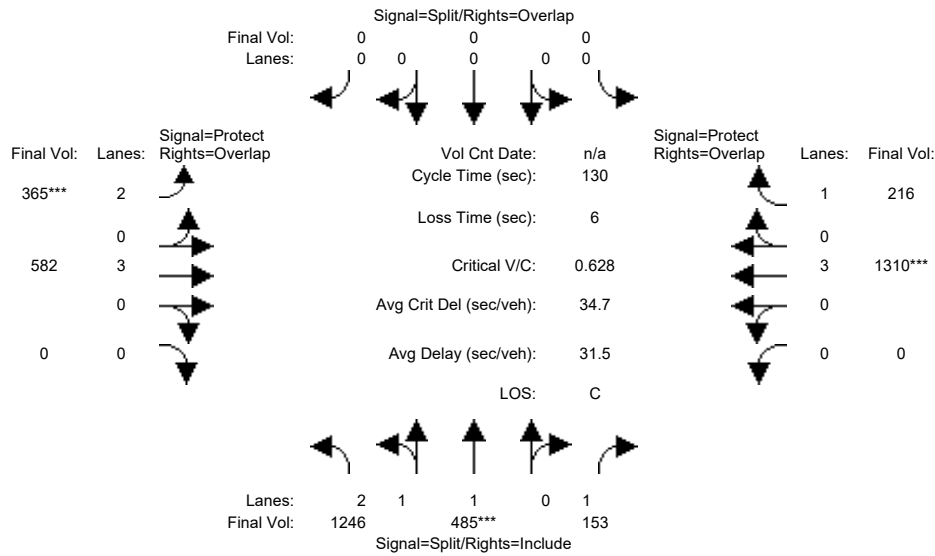 Signal=Split/Rights=Overlap
Final Vol: 0 0 0
Lanes: 0 0 0 0 0
Signal=Protect
Final Vol: Lanes: Rights=Overlap
Vol Cnt Date: n/a
Signal=Protect
Rights=Overlap Lanes: Final Vol:
Cycle Time (sec): 130
365*** 2
1 216
Loss Time (sec): 6
0
0
582 3
Critical V/C: 0.628
3 1310***
0
Avg Crit Del (sec/veh): 34.7
0
0 0
Avg Delay (sec/veh): 31.5
0 0
LOS: C
Lanes: 2 1 1 0 1
Final Vol: 1246 485*** 153
Signal=Split/Rights=Include